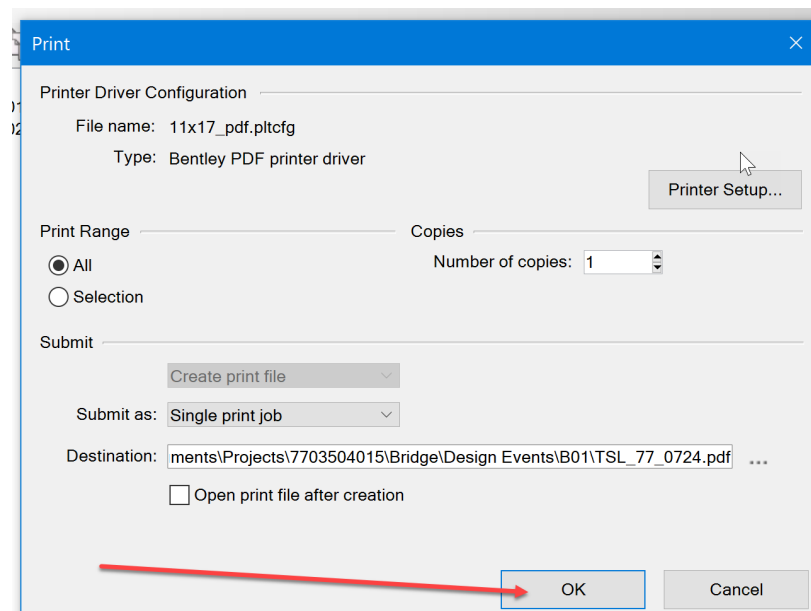 Print
Printer Driver Configuration
File name: 11x17_pdf.pltcfg
Type: Bentley PDF printer driver
Printer Setup...
Print Range
Copies
All
Number of copies: 1
Selection
Submit
Create print file
Submit as: Single print job
Destination: ments\Projects\7703504015\Bridge\Design Events\B01\TSL_77_0724.pdf ...
Open print file after creation
OK
Cancel